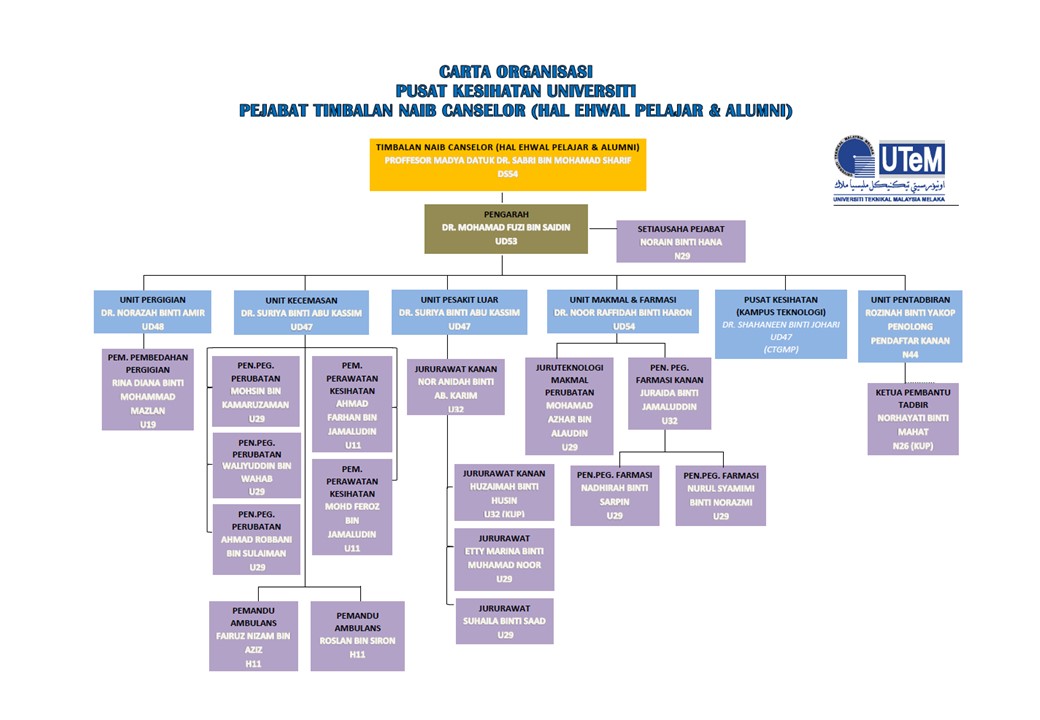 CARTA ORGANISASI
PUSAT KESIHATAN UNIVERSITI
PEJABAT TIMBALAN NAIB CANSELOR (HAL EHWAL PELAJAR & ALUMNI)
TIMBALAN NAIB CANSELOR (HAL EHWAL PELAJAR & ALUMNI)
PROFFESOR MADYA DATUK DR. SABRI BIN MOHAMAD SHARIF
DS54
UTeM
اونيۏرسيتي تيكنيكل مليسيا ملاك
UNIVERSITI TEKNIKAL MALAYSIA MELAKA
PENGARAH
DR. MOHAMAD FUZI BIN SAIDIN
UD53
SETIAUSAHA PEJABAT
NORAIN BINTI HANA
N29
UNIT PERGIGIAN
DR. NORAZAH BINTI AMIR
UD48
UNIT KECEMASAN
DR. SURIYA BINTI ABU KASSIM
UD47
UNIT PESAKIT LUAR
DR. SURIYA BINTI ABU KASSIM
UD47
UNIT MAKMAL & FARMASI
DR. NOOR RAFFIDAH BINTI HARON
UD54
PUSAT KESIHATAN
(KAMPUS TEKNOLOGI)
DR. SHAHANEEN BINTI JOHARI
UD47
(CTGMP)
UNIT PENTADBIRAN
ROZINAH BINTI YAKOP
PENOLONG
PENDAFTAR KANAN
N44
PEM. PEMBEDAHAN
PERGIGIAN
RINA DIANA BINTI
MOHAMMAD
MAZLAN
U19
PEN.PEG.
PERUBATAN
MOHSIN BIN
KAMARUZAMAN
U29
PEM.
PERAWATAN
KESIHATAN
AHMAD
FARHAN BIN
JAMALUDIN
U11
JURURAWAT KANAN
NOR ANIDAH BINTI
AB. KARIM
U32
JURUTEKNOLOGI
MAKMAL
PERUBATAN
MOHAMAD
AZHAR BIN
ALAUDIN
U29
PEN. PEG.
FARMASI KANAN
JURAIDA BINTI
JAMALUDDIN
U32
KETUA PEMBANTU
TADBIR
NORHAYATI BINTI
MAHAT
N26 (KUP)
PEN.PEG.
PERUBATAN
WALIYUDDIN BIN
WAHAB
U29
PEM.
PERAWATAN
KESIHATAN
MOHD FEROZ
BIN
JAMALUDIN
U11
JURURAWAT KANAN
HUZAIMAH BINTI
HUSIN
U32 (KUP)
PEN.PEG. FARMASI
NADHIRAH BINTI
SARPIN
U29
PEN.PEG. FARMASI
NURUL SYAMIMI
BINTI NORAZMI
U29
PEN.PEG.
PERUBATAN
AHMAD ROBBANI
BIN SULAIMAN
U29
JURURAWAT
ETTY MARINA BINTI
MUHAMAD NOOR
U29
JURURAWAT
SUHAILA BINTI SAAD
U29
PEMANDU
AMBULANS
FAIRUZ NIZAM BIN
AZIZ
H11
PEMANDU
AMBULANS
ROSLAN BIN SIRON
H11